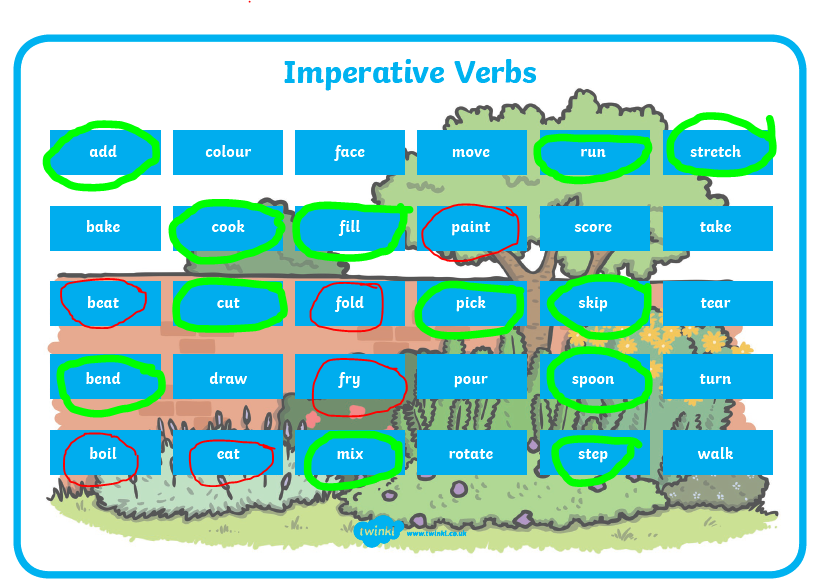 Imperative Verbs
add colour face move run stretch
bake cook fill paint score take
beat cut fold pick skip tear
bend draw fry pour spoon turn
boil eat mix rotate step walk
twinkl www.twinkl.co.uk